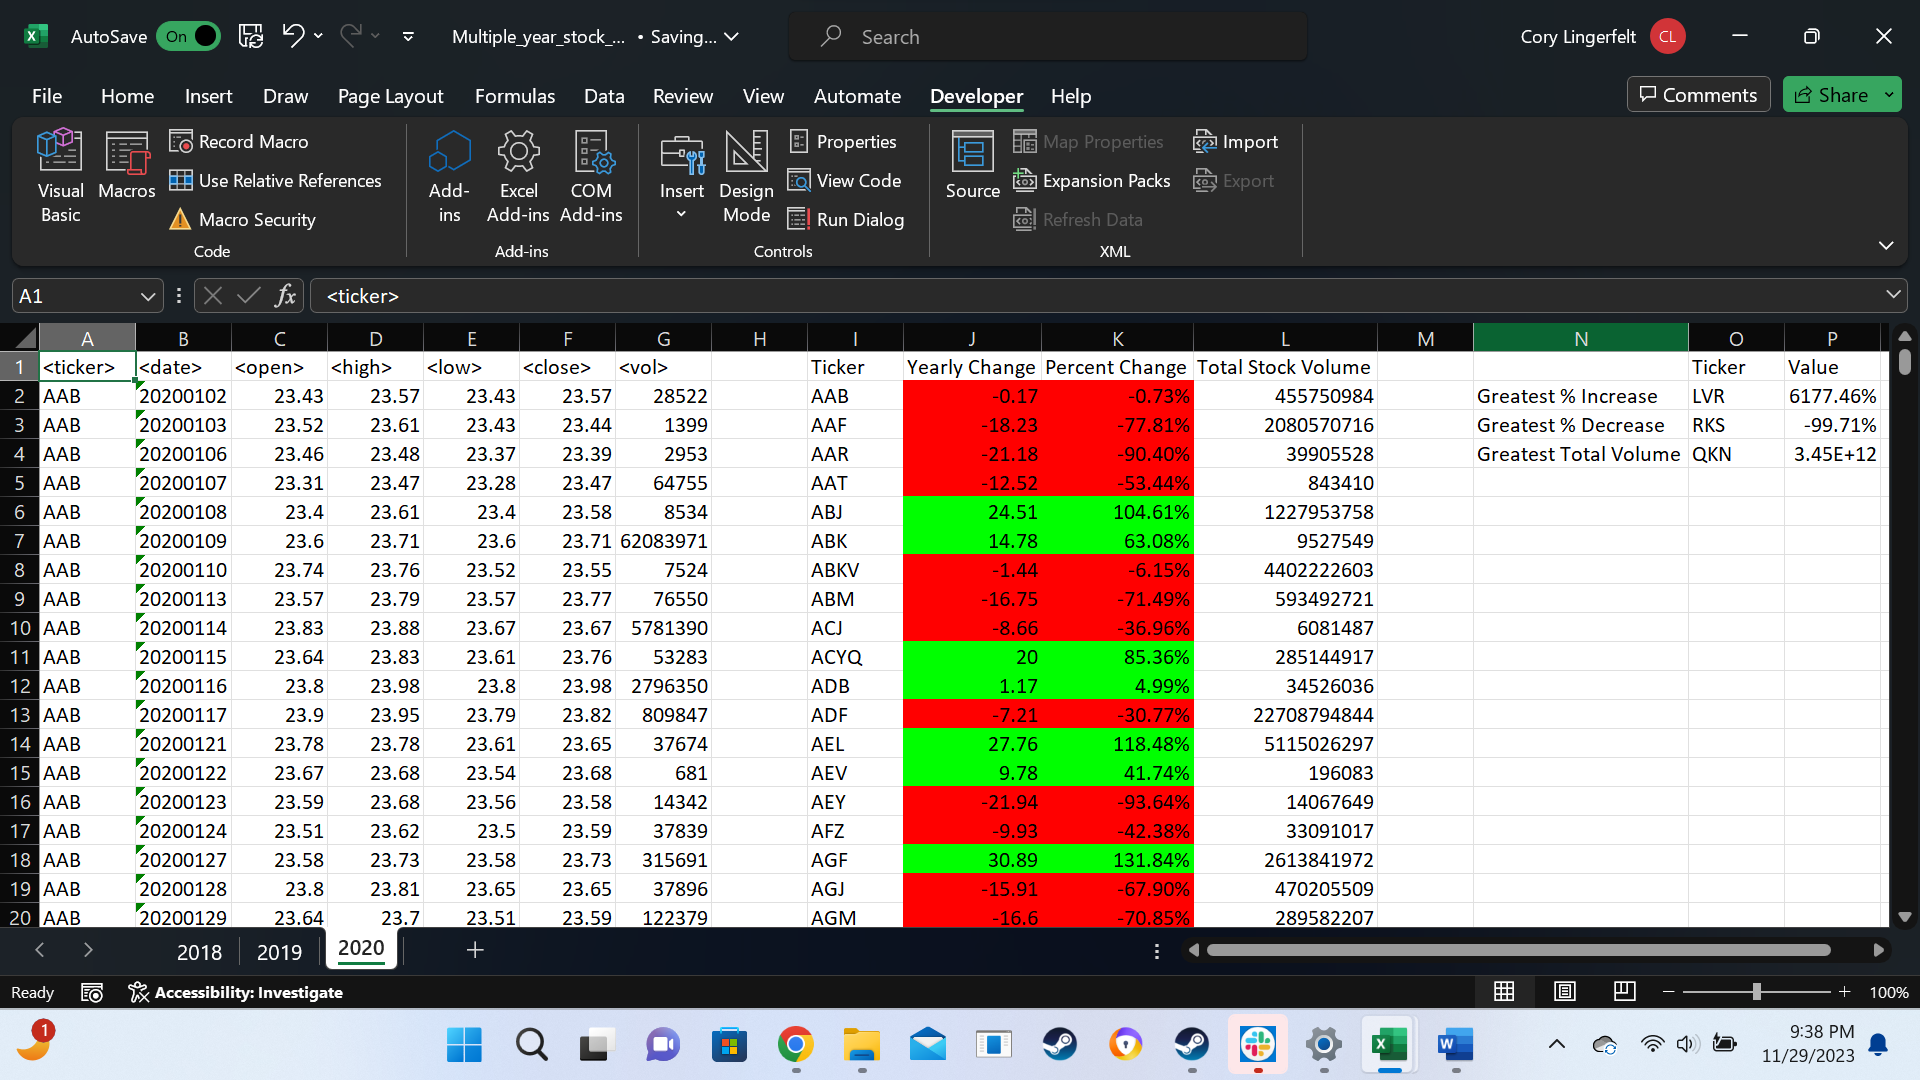 AutoSave On Multiple_year_stock_... • Saving... Search Cory Lingerfelt CL
File Home Insert Draw Page Layout Formulas Data Review View Automate Developer Help Comments Share
Visual Basic Macros Record Macro Use Relative References Macro Security
Add-ins Excel Add-ins COM Add-ins
Insert Design Mode Properties View Code Run Dialog
Source Map Properties Expansion Packs Refresh Data Import Export
Code Add-ins Controls XML
A1 fx <ticker>
A B C D E F G H I J K L M N O P
1 <ticker> <date> <open> <high> <low> <close> <vol> Ticker Yearly Change Percent Change Total Stock Volume Ticker Value
2 AAB 20200102 23.43 23.57 23.43 23.57 28522 AAB -0.17 -0.73% 455750984 Greatest % Increase LVR 6177.46%
3 AAB 20200103 23.52 23.61 23.43 23.44 1399 AAF -18.23 -77.81% 2080570716 Greatest % Decrease RKS -99.71%
4 AAB 20200106 23.46 23.48 23.37 23.39 2953 AAR -21.18 -90.40% 39905528 Greatest Total Volume QKN 3.45E+12
5 AAB 20200107 23.31 23.47 23.28 23.47 64755 AAT -12.52 -53.44% 843410
6 AAB 20200108 23.4 23.61 23.4 23.58 8534 ABJ 24.51 104.61% 1227953758
7 AAB 20200109 23.6 23.71 23.6 23.71 62083971 ABK 14.78 63.08% 9527549
8 AAB 20200110 23.74 23.76 23.52 23.55 7524 ABKV -1.44 -6.15% 4402222603
9 AAB 20200113 23.57 23.79 23.57 23.77 76550 ABM -16.75 -71.49% 593492721
10 AAB 20200114 23.83 23.88 23.67 23.67 5781390 ACJ -8.66 -36.96% 6081487
11 AAB 20200115 23.64 23.83 23.61 23.76 53283 ACYQ 20 85.36% 285144917
12 AAB 20200116 23.8 23.98 23.8 23.98 2796350 ADB 1.17 4.99% 34526036
13 AAB 20200117 23.9 23.95 23.79 23.82 809847 ADF -7.21 -30.77% 22708794844
14 AAB 20200121 23.78 23.78 23.61 23.65 37674 AEL 27.76 118.48% 5115026297
15 AAB 20200122 23.67 23.68 23.54 23.68 681 AEV 9.78 41.74% 196083
16 AAB 20200123 23.59 23.68 23.56 23.58 14342 AEY -21.94 -93.64% 14067649
17 AAB 20200124 23.51 23.62 23.5 23.59 37839 AFZ -9.93 -42.38% 33091017
18 AAB 20200127 23.58 23.73 23.58 23.73 315691 AGF 30.89 131.84% 2613841972
19 AAB 20200128 23.8 23.81 23.65 23.65 37896 AGJ -15.91 -67.90% 470205509
20 AAB 20200129 23.64 23.7 23.51 23.59 122379 AGM -16.6 -70.85% 289582207
2018 2019 2020
Ready Accessibility: Investigate 100%
1 9:38 PM
11/29/2023